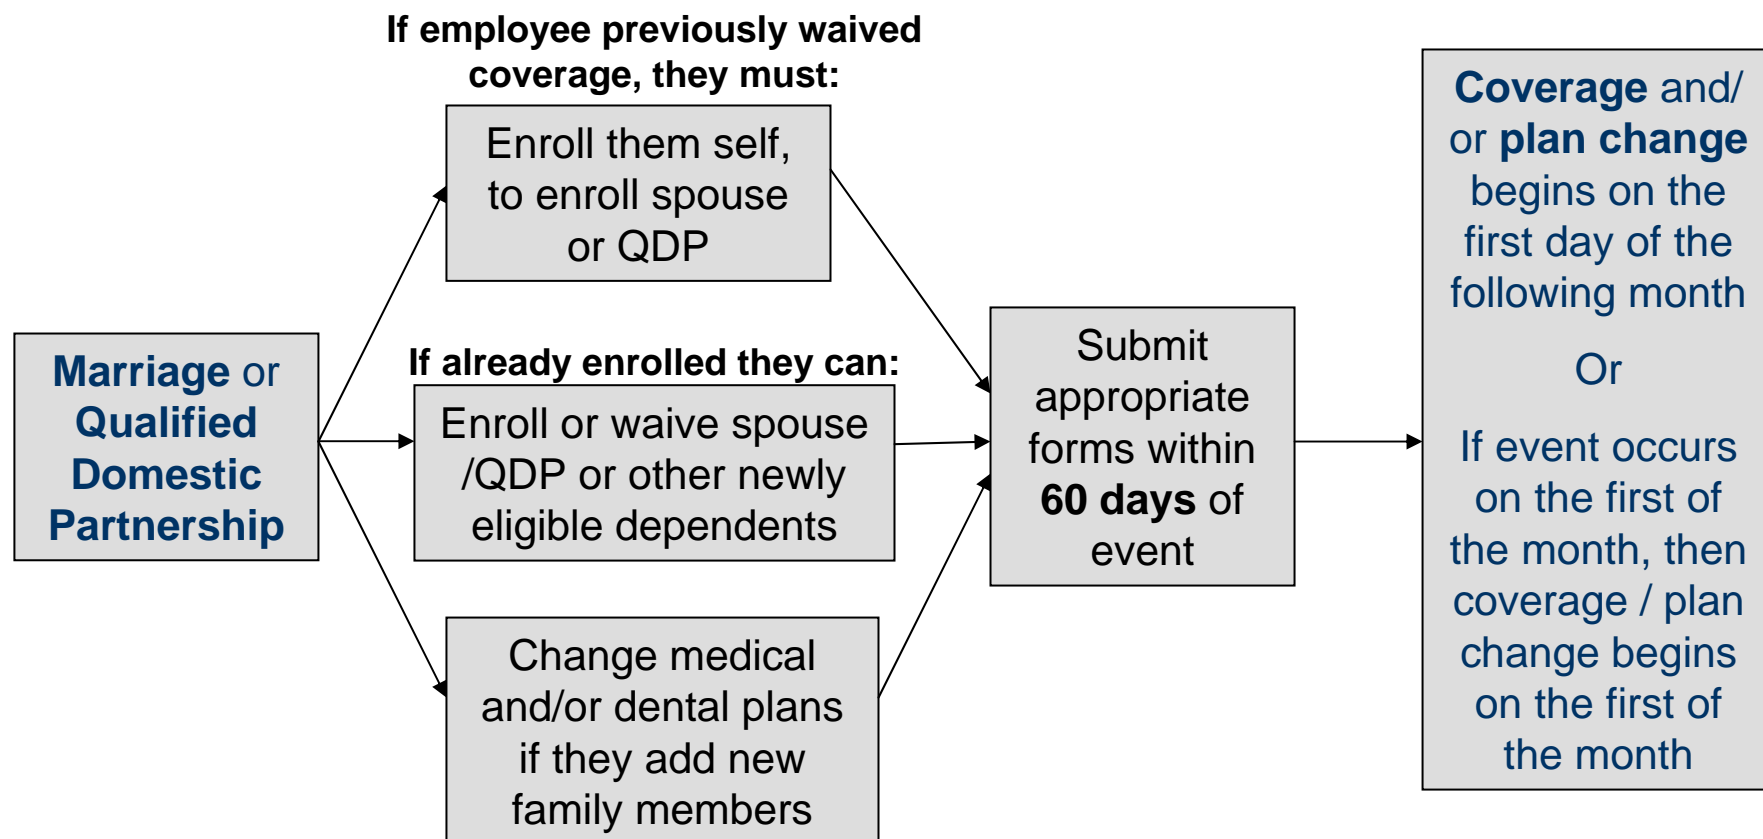 If employee previously waived
coverage, they must:
Enroll them self,
to enroll spouse
or QDP
Marriage or
Qualified
Domestic
Partnership
If already enrolled they can:
Enroll or waive spouse
/QDP or other newly
eligible dependents
Change medical
and/or dental plans
if they add new
family members
Submit
appropriate
forms within
60 days of
event
Coverage and/
or plan change
begins on the
first day of the
following month
Or
If event occurs
on the first of
the month, then
coverage / plan
change begins
on the first of
the month